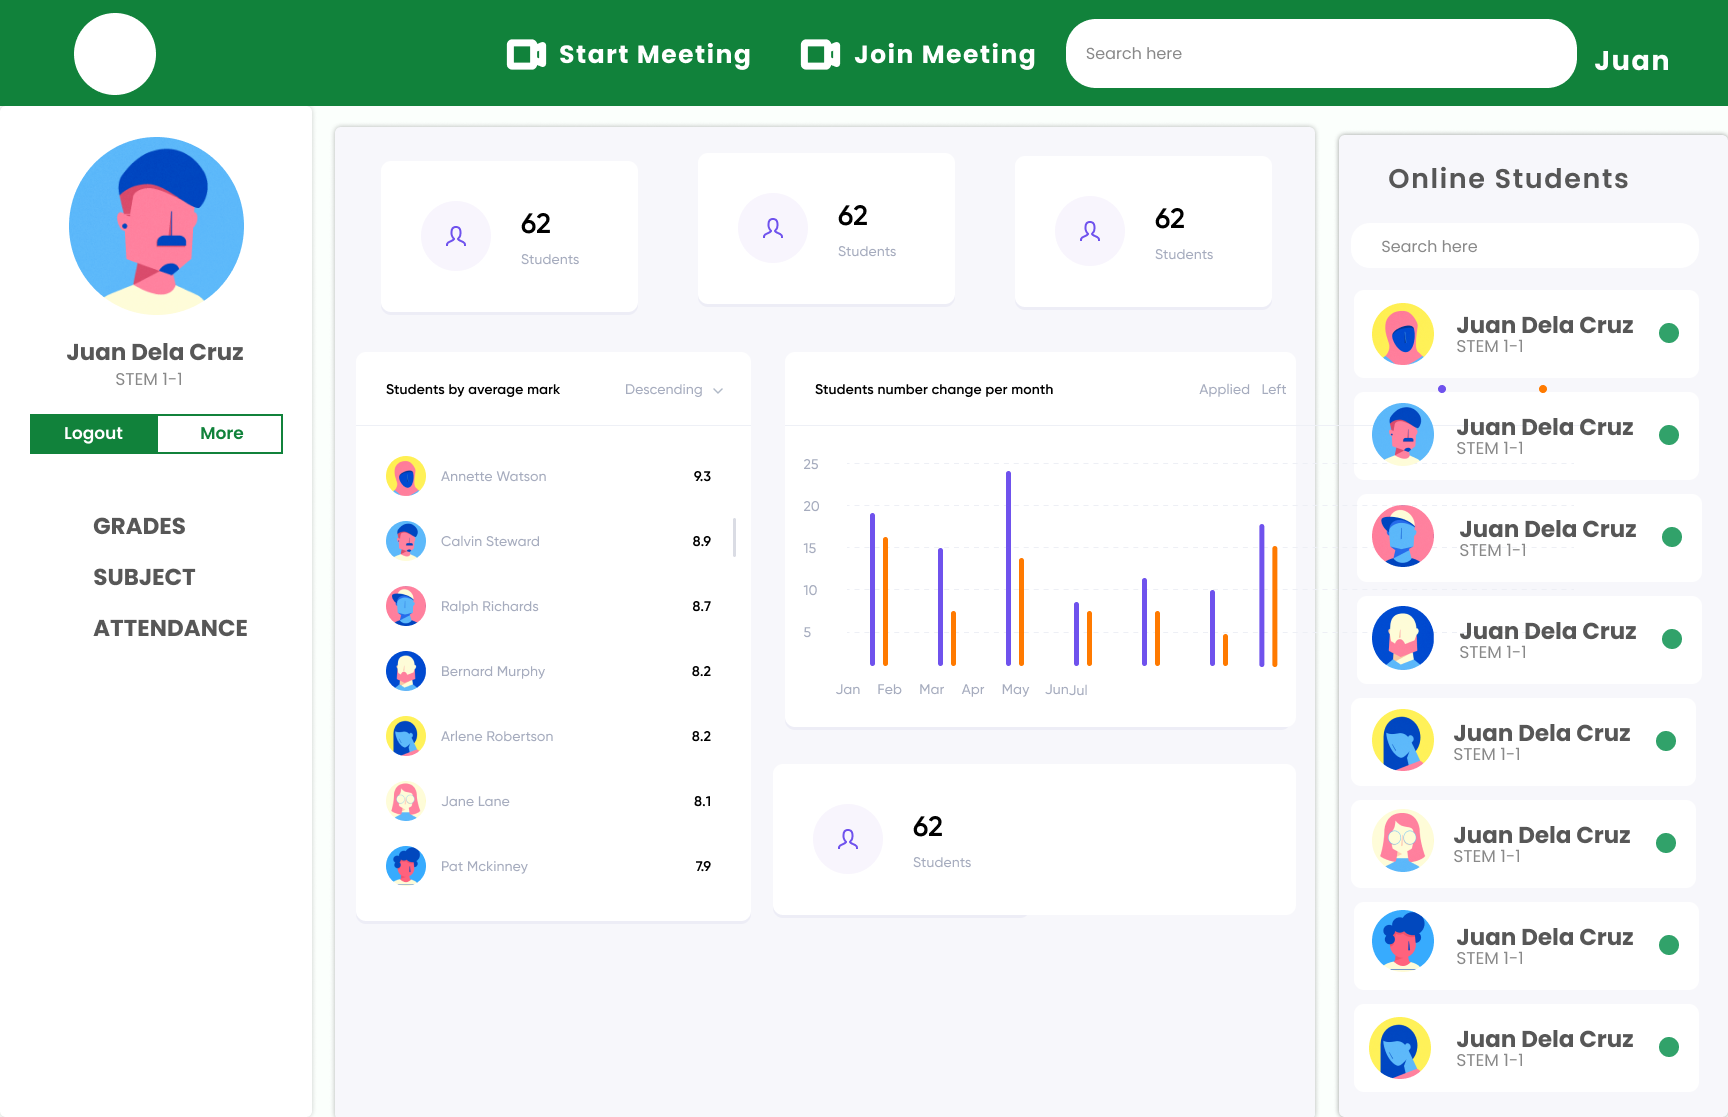 Start Meeting
Join Meeting
Search here
Juan
Juan Dela Cruz
STEM 1-1
Logout
More
GRADES
SUBJECT
ATTENDANCE
62
Students
62
Students
62
Students
Students by average mark
Descending
Annette Watson 9.3
Calvin Steward 8.9
Ralph Richards 8.7
Bernard Murphy 8.2
Arlene Robertson 8.2
Jane Lane 8.1
Pat Mckinney 7.9
Students number change per month
Applied Left
25
20
15
10
5
Jan Feb Mar Apr May Jun Jul
62
Students
Online Students
Search here
Juan Dela Cruz
STEM 1-1
Juan Dela Cruz
STEM 1-1
Juan Dela Cruz
STEM 1-1
Juan Dela Cruz
STEM 1-1
Juan Dela Cruz
STEM 1-1
Juan Dela Cruz
STEM 1-1
Juan Dela Cruz
STEM 1-1
Juan Dela Cruz
STEM 1-1